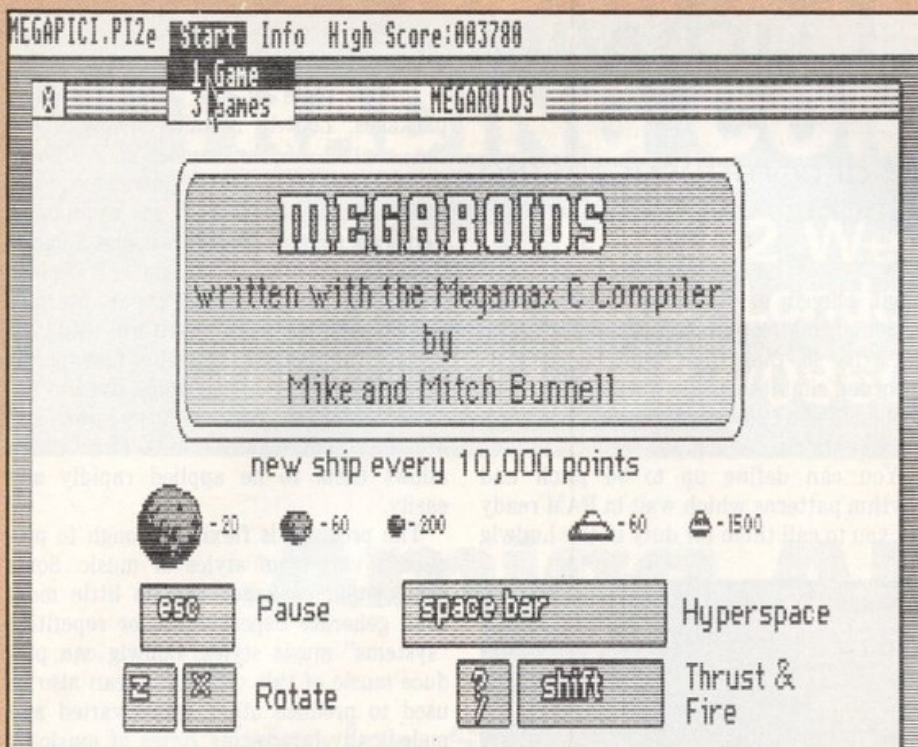 MEGAPIC1.PI2e Start Info High Score:003700
1 Game
3 Games
0 MEGAROIDS
MEGAROIDS
written with the Megamax C Compiler
by
Mike and Mitch Bunnell
new ship every 10,000 points
- 20 - 60 - 200 - 60 - 1500
esc Pause space bar Hyperspace
Z X Rotate ? / shift Thrust &
Fire